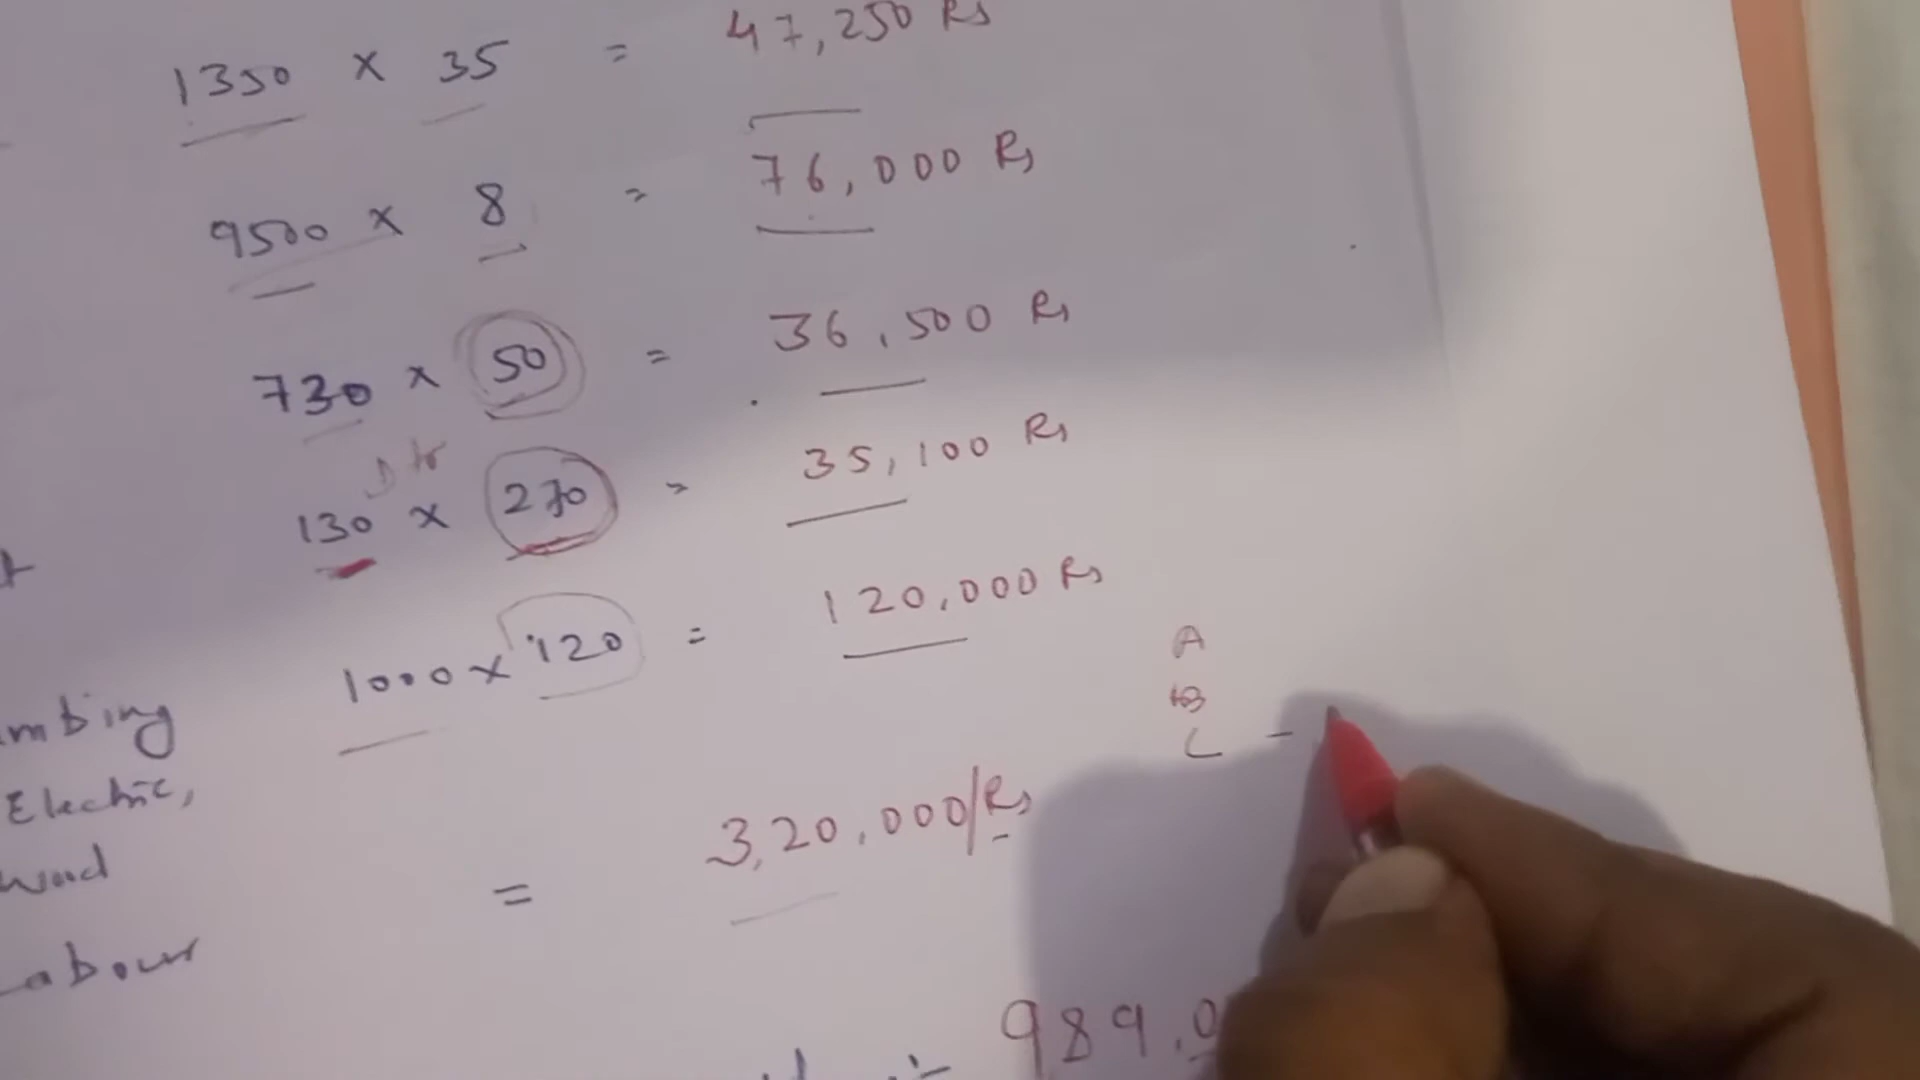 1350 x 35 = 47,250 Rs
9500 x 8 = 76,000 Rs
730 x 50 = 36,500 Rs
130 x 270 = 35,100 Rs
1000 x 120 = 120,000 Rs
A
B
mbing
C -
Electric,
wood
= 3,20,000/Rs
abour
989,0